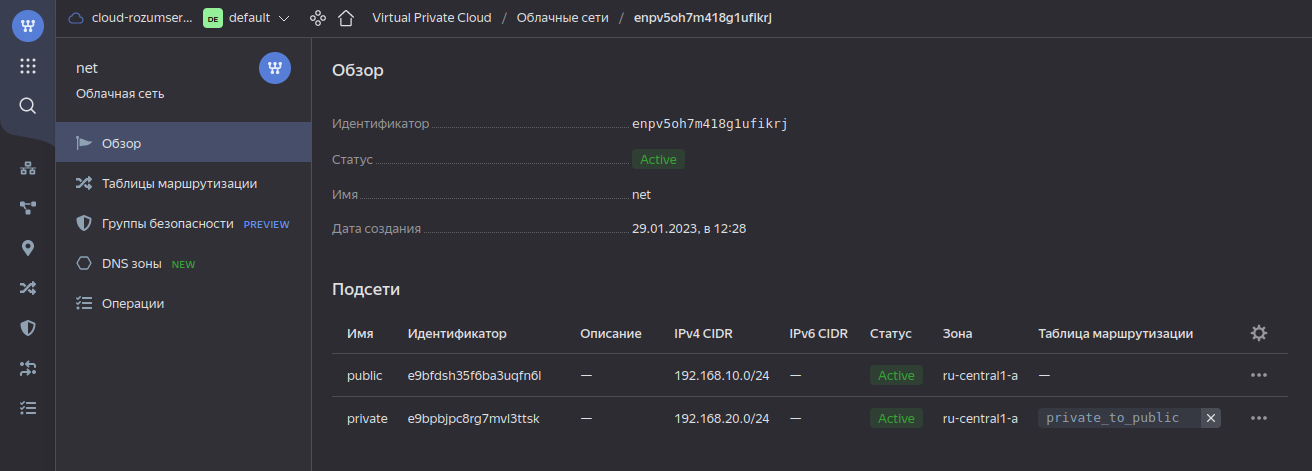 cloud-rozumser... DE default Virtual Private Cloud / Облачные сети / enpv5oh7m418g1ufikrj
net
Облачная сеть
Обзор
Таблицы маршрутизации
Группы безопасности PREVIEW
DNS зоны NEW
Операции
Обзор
Идентификатор enpv5oh7m418g1ufikrj
Статус Active
Имя net
Дата создания 29.01.2023, в 12:28
Подсети
Имя Идентификатор Описание IPv4 CIDR IPv6 CIDR Статус Зона Таблица маршрутизации
public e9bfdsh35f6ba3uqfn6l — 192.168.10.0/24 — Active ru-central1-a —
private e9bpbjpc8rg7mvl3ttsk — 192.168.20.0/24 — Active ru-central1-a private_to_public